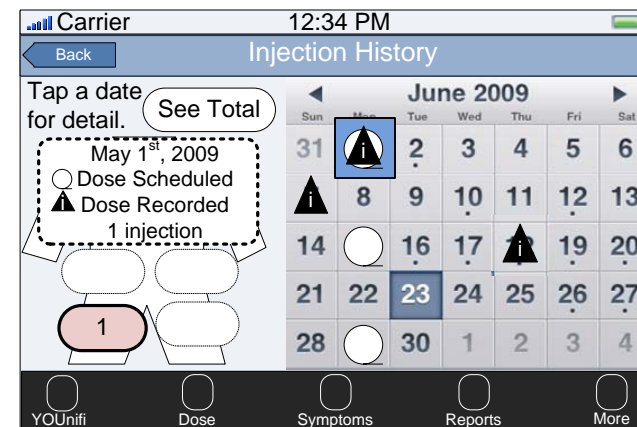 Carrier 12:34 PM
Back Injection History
Tap a date
for detail.
See Total
May 1st, 2009
Dose Scheduled
i Dose Recorded
1 injection
1
June 2009
Sun Mon Tue Wed Thu Fri Sat
31 i 2 3 4 5 6
i 8 9 10 11 12 13
14 16 17 i 19 20
21 22 23 24 25 26 27
28 30 1 2 3 4
YOUnifi Dose Symptoms Reports More